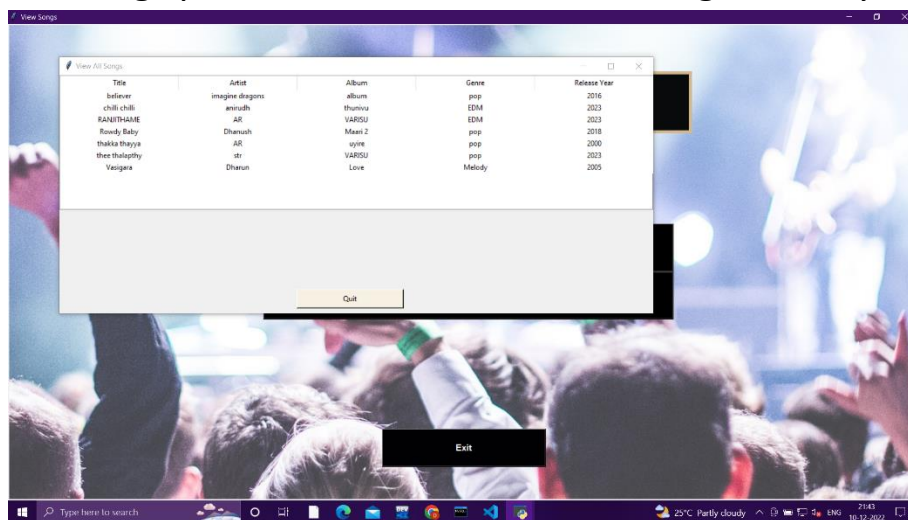 View Songs
View All Songs
Title Artist Album Genre Release Year
believer imagine dragons album pop 2016
chilli chilli anirudh thunivu EDM 2023
RANJITHAME AR VARISU EDM 2023
Rowdy Baby Dhanush Maari 2 pop 2018
thakka thayya AR uyire pop 2000
thee thalapthy str VARISU pop 2023
Vasigara Dharun Love Melody 2005
Quit
Exit
Type here to search
25°C Partly cloudy ENG 21:43
10-12-2022